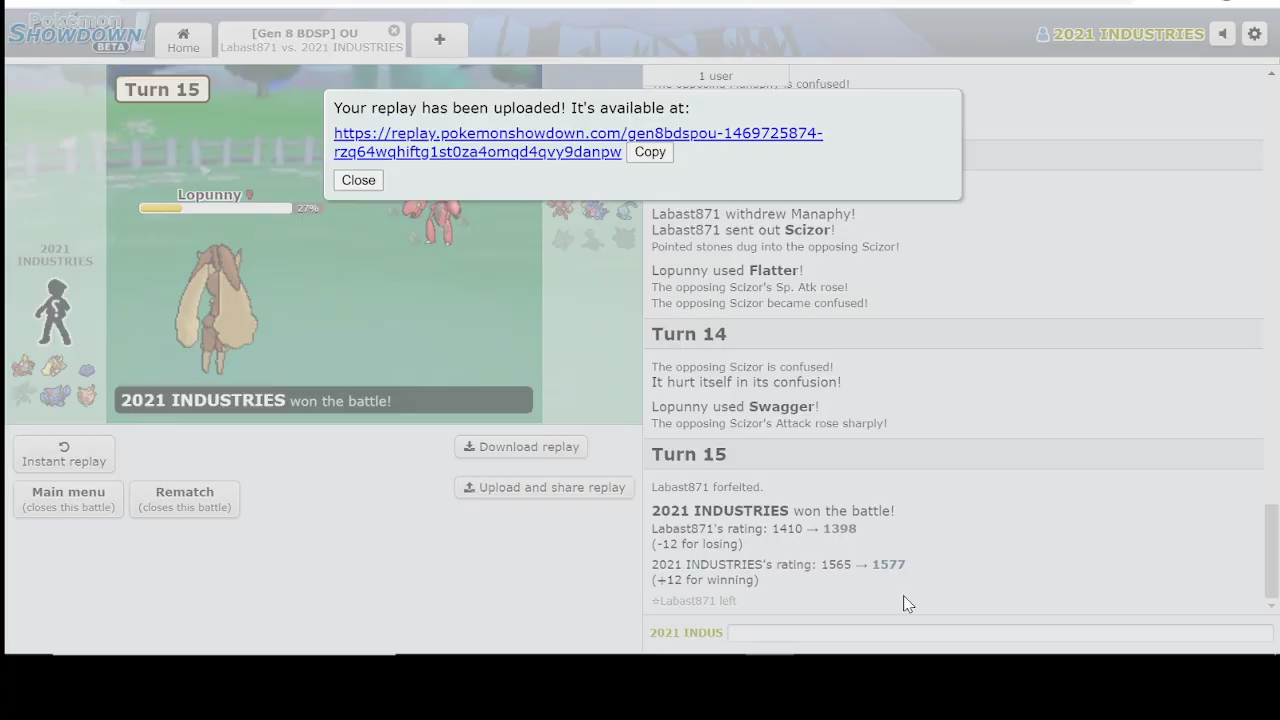 Pokémon
SHOWDOWN!
BETA
Home
[Gen 8 BDSP] OU
Labast871 vs. 2021 INDUSTRIES
+
2021 INDUSTRIES
Turn 15
Your replay has been uploaded! It's available at:
https://replay.pokemonshowdown.com/gen8bdspou-1469725874-
rzq64wqhiftg1st0za4omqd4qvy9danpw Copy
Close
Lopunny
27%
2021
INDUSTRIES
2021 INDUSTRIES won the battle!
Instant replay
Download replay
Upload and share replay
Main menu
(closes this battle)
Rematch
(closes this battle)
1 user
is confused!
Labast871 withdrew Manaphy!
Labast871 sent out Scizor!
Pointed stones dug into the opposing Scizor!
Lopunny used Flatter!
The opposing Scizor's Sp. Atk rose!
The opposing Scizor became confused!
Turn 14
The opposing Scizor is confused!
It hurt itself in its confusion!
Lopunny used Swagger!
The opposing Scizor's Attack rose sharply!
Turn 15
Labast871 forfeited.
2021 INDUSTRIES won the battle!
Labast871's rating: 1410 → 1398
(-12 for losing)
2021 INDUSTRIES's rating: 1565 → 1577
(+12 for winning)
☆Labast871 left
2021 INDUS